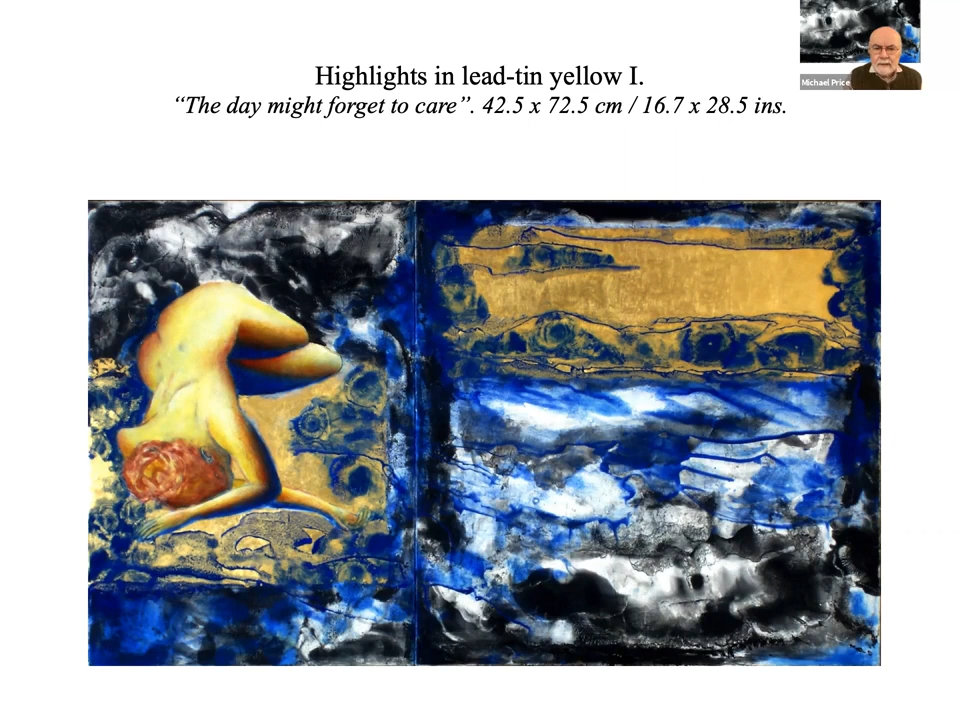 Highlights in lead-tin yellow I.
“The day might forget to care”. 42.5 x 72.5 cm / 16.7 x 28.5 ins.
Michael Price